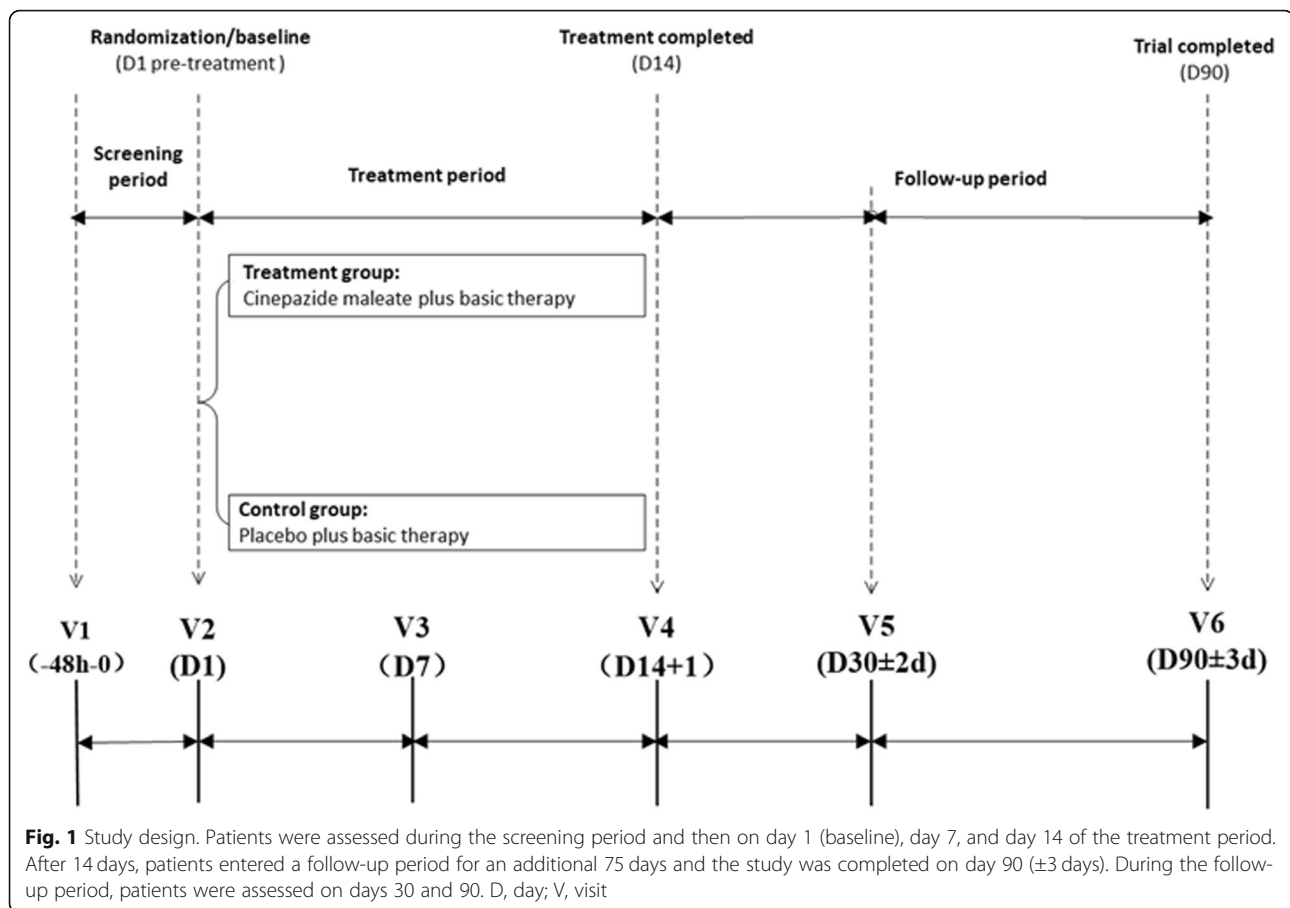 Randomization/baseline
(D1 pre-treatment )
Treatment completed
(D14)
Trial completed
(D90)
Screening
period
Treatment period
Follow-up period
Treatment group:
Cinepazide maleate plus basic therapy
Control group:
Placebo plus basic therapy
V1
（-48h-0）
V2
(D1)
V3
（D7）
V4
（D14+1）
V5
(D30±2d)
V6
(D90±3d)
Fig. 1 Study design. Patients were assessed during the screening period and then on day 1 (baseline), day 7, and day 14 of the treatment period.
After 14 days, patients entered a follow-up period for an additional 75 days and the study was completed on day 90 (±3 days). During the follow-
up period, patients were assessed on days 30 and 90. D, day; V, visit